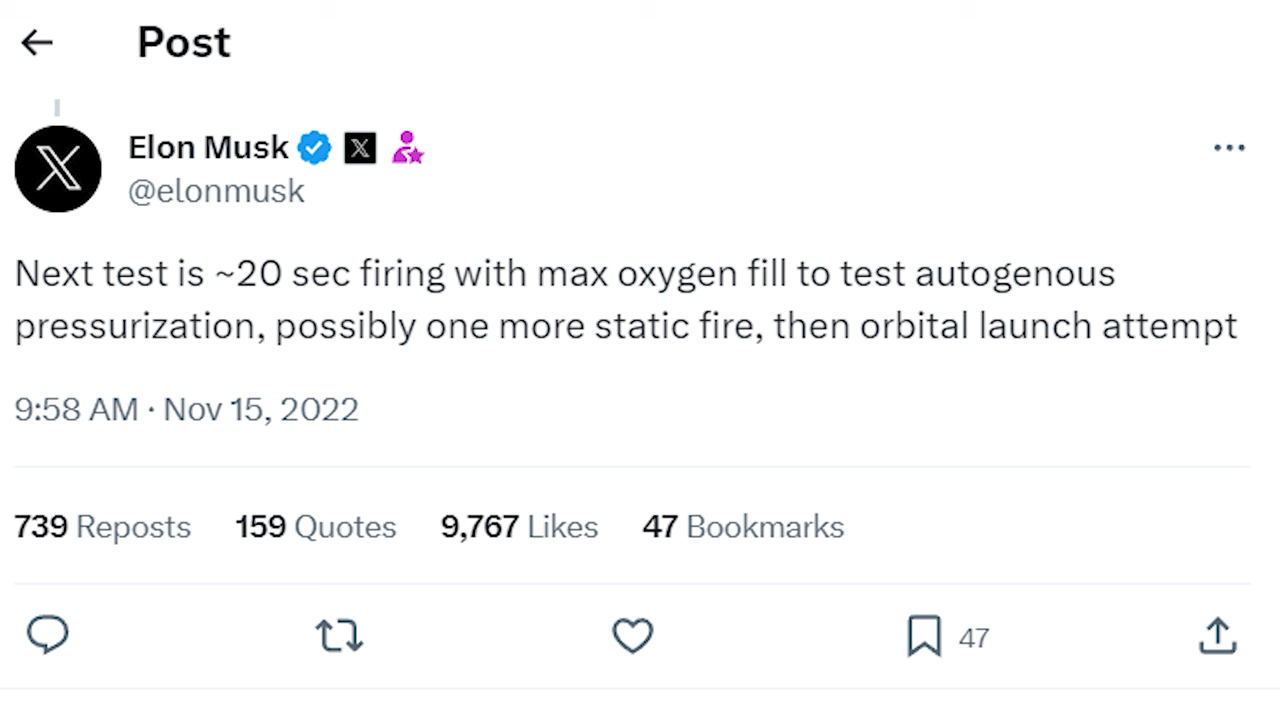 Post
Elon Musk
@elonmusk
Next test is ~20 sec firing with max oxygen fill to test autogenous
pressurization, possibly one more static fire, then orbital launch attempt
9:58 AM · Nov 15, 2022
739 Reposts 159 Quotes 9,767 Likes 47 Bookmarks
47